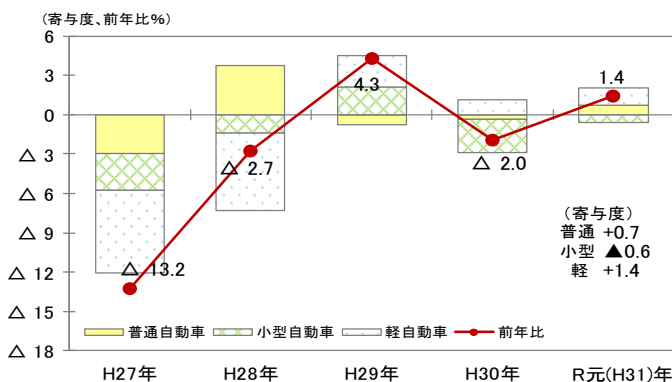 (寄与度、前年比%)
6
3
0
△ 3
△ 6
△ 9
△ 12
△ 15
△ 18
△ 13.2
△ 2.7
4.3
△ 2.0
1.4
(寄与度)
普通 +0.7
小型 ▲0.6
軽 +1.4
普通自動車 小型自動車 軽自動車 前年比
H27年 H28年 H29年 H30年 R元(H31)年